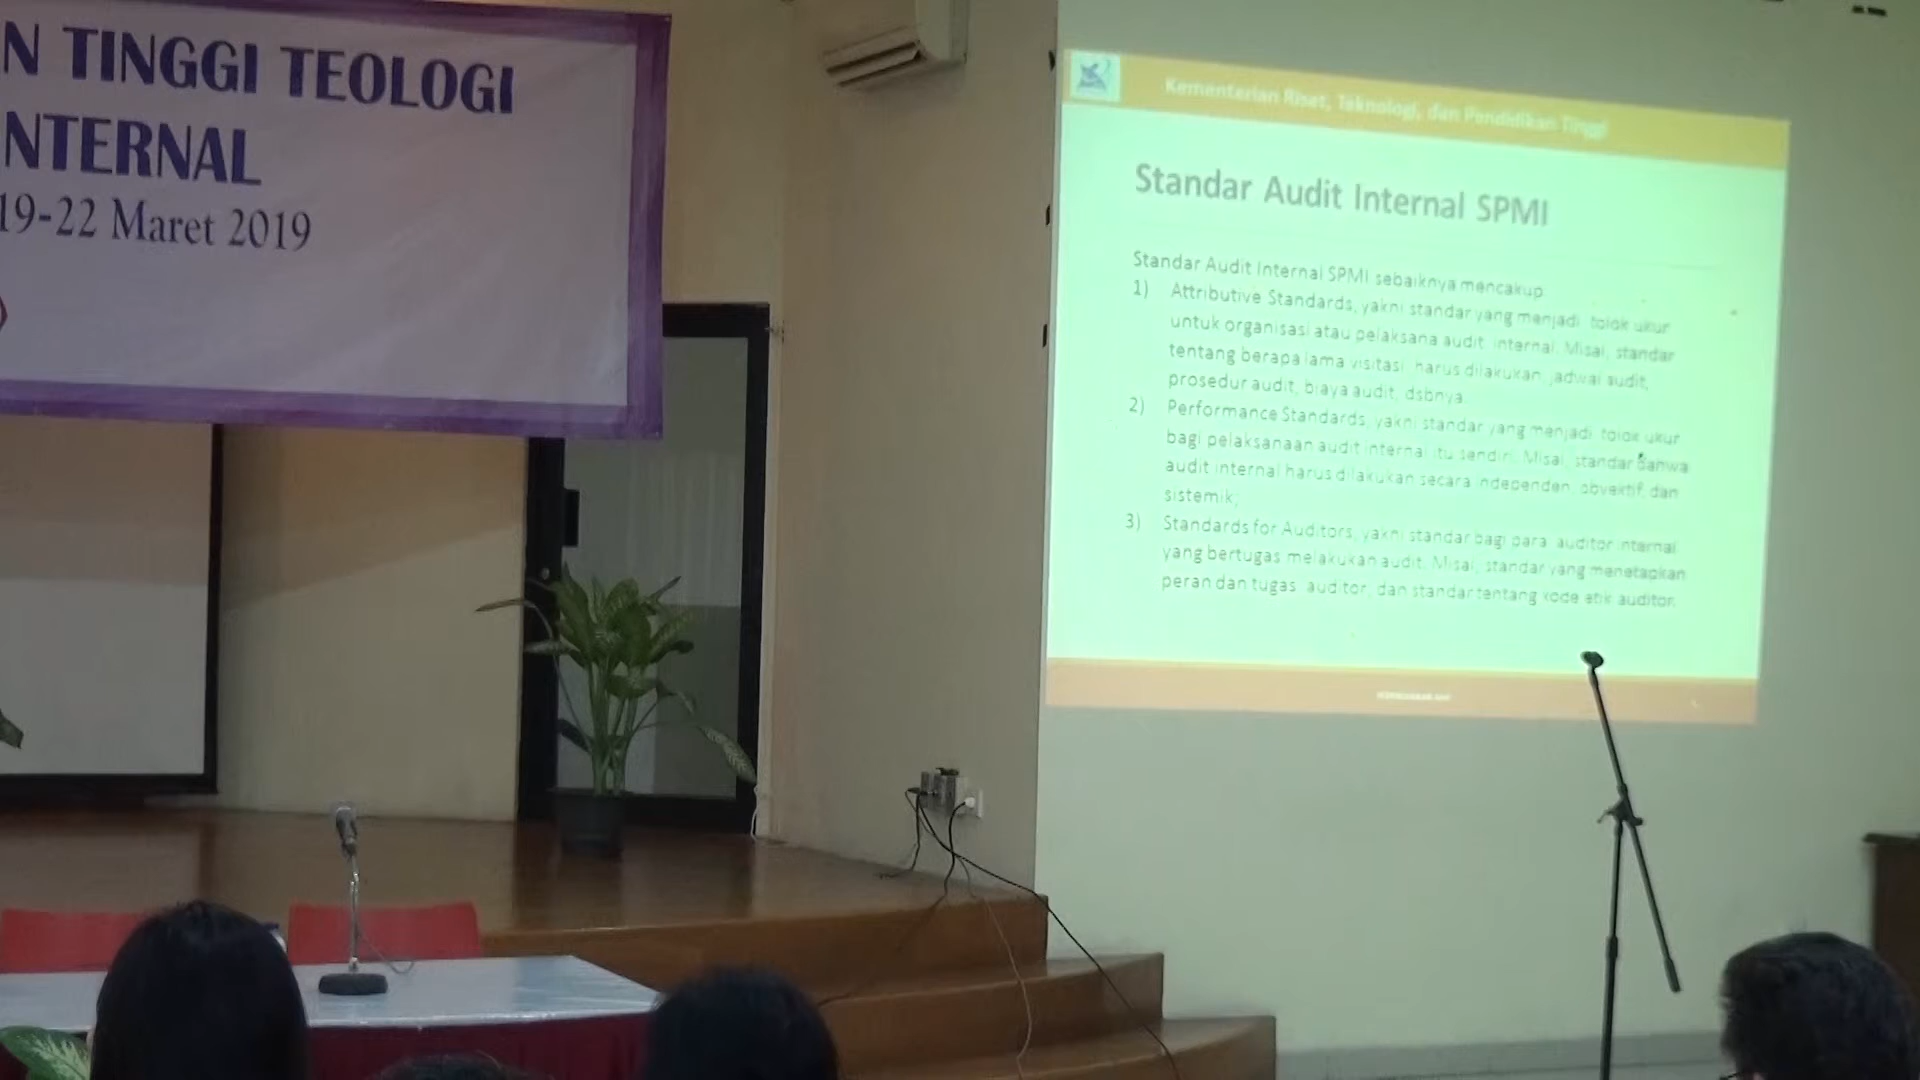 N TINGGI TEOLOGI
NTERNAL
19-22 Maret 2019
Kementerian Riset, Teknologi, dan Pendidikan Tinggi
Standar Audit Internal SPMI
Standar Audit Internal SPMI sebaiknya mencakup:
1) Attributive Standards, yakni standar yang menjadi tolok ukur
untuk organisasi atau pelaksana audit internal. Misal, standar
tentang berapa lama visitasi harus dilakukan, jadwal audit,
prosedur audit, biaya audit, dsbnya.
2) Performance Standards, yakni standar yang menjadi tolok ukur
bagi pelaksanaan audit internal itu sendiri. Misal, standar bahwa
audit internal harus dilakukan secara independen, obyektif, dan
sistemik;
3) Standards for Auditors, yakni standar bagi para auditor internal
yang bertugas melakukan audit. Misal, standar yang menetapkan
peran dan tugas auditor, dan standar tentang kode etik auditor.